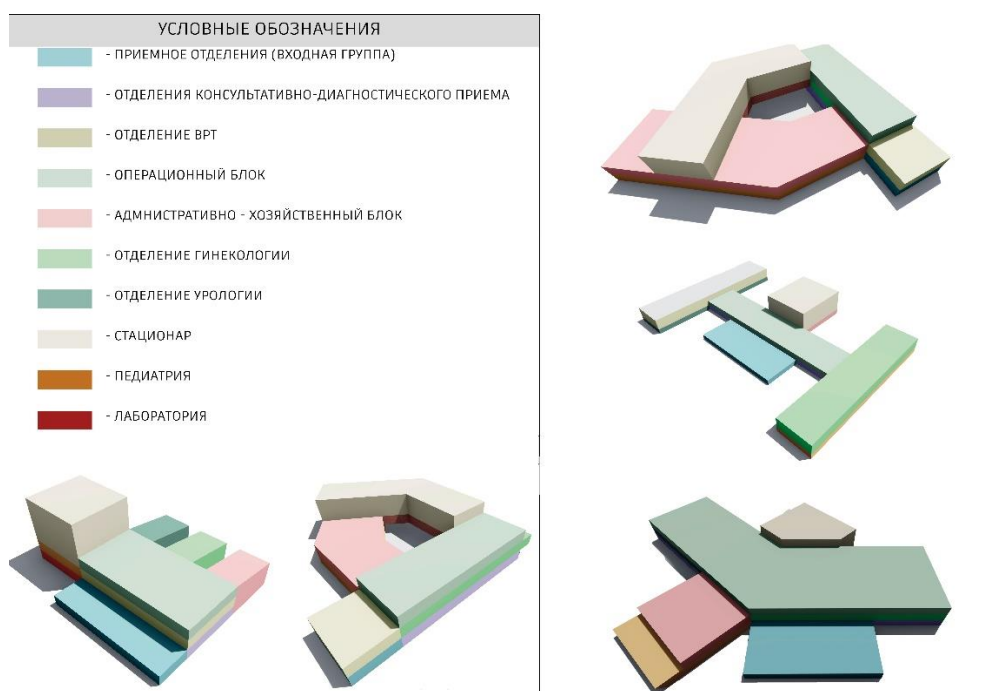 УСЛОВНЫЕ ОБОЗНАЧЕНИЯ
- ПРИЕМНОЕ ОТДЕЛЕНИЯ (ВХОДНАЯ ГРУППА)
- ОТДЕЛЕНИЯ КОНСУЛЬТАТИВНО-ДИАГНОСТИЧЕСКОГО ПРИЕМА
- ОТДЕЛЕНИЕ ВРТ
- ОПЕРАЦИОННЫЙ БЛОК
- АДМНИСТРАТИВНО - ХОЗЯЙСТВЕННЫЙ БЛОК
- ОТДЕЛЕНИЕ ГИНЕКОЛОГИИ
- ОТДЕЛЕНИЕ УРОЛОГИИ
- СТАЦИОНАР
- ПЕДИАТРИЯ
- ЛАБОРАТОРИЯ